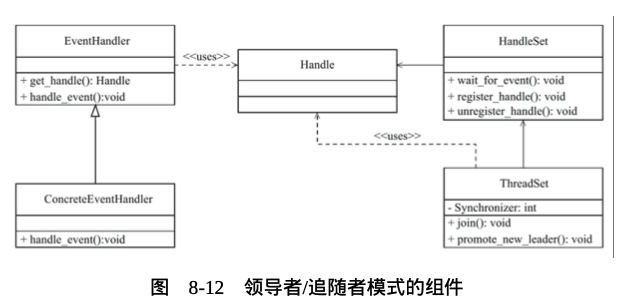 EventHandler
+ get_handle(): Handle
+ handle_event():void
<<uses>>
Handle
HandleSet
+ wait_for_event(): void
+ register_handle(): void
+ unregister_handle(): void
<<uses>>
ConcreteEventHandler
+ handle_event():void
ThreadSet
- Synchronizer: int
+ join(): void
+ promote_new_leader(): void
图 8-12 领导者/追随者模式的组件